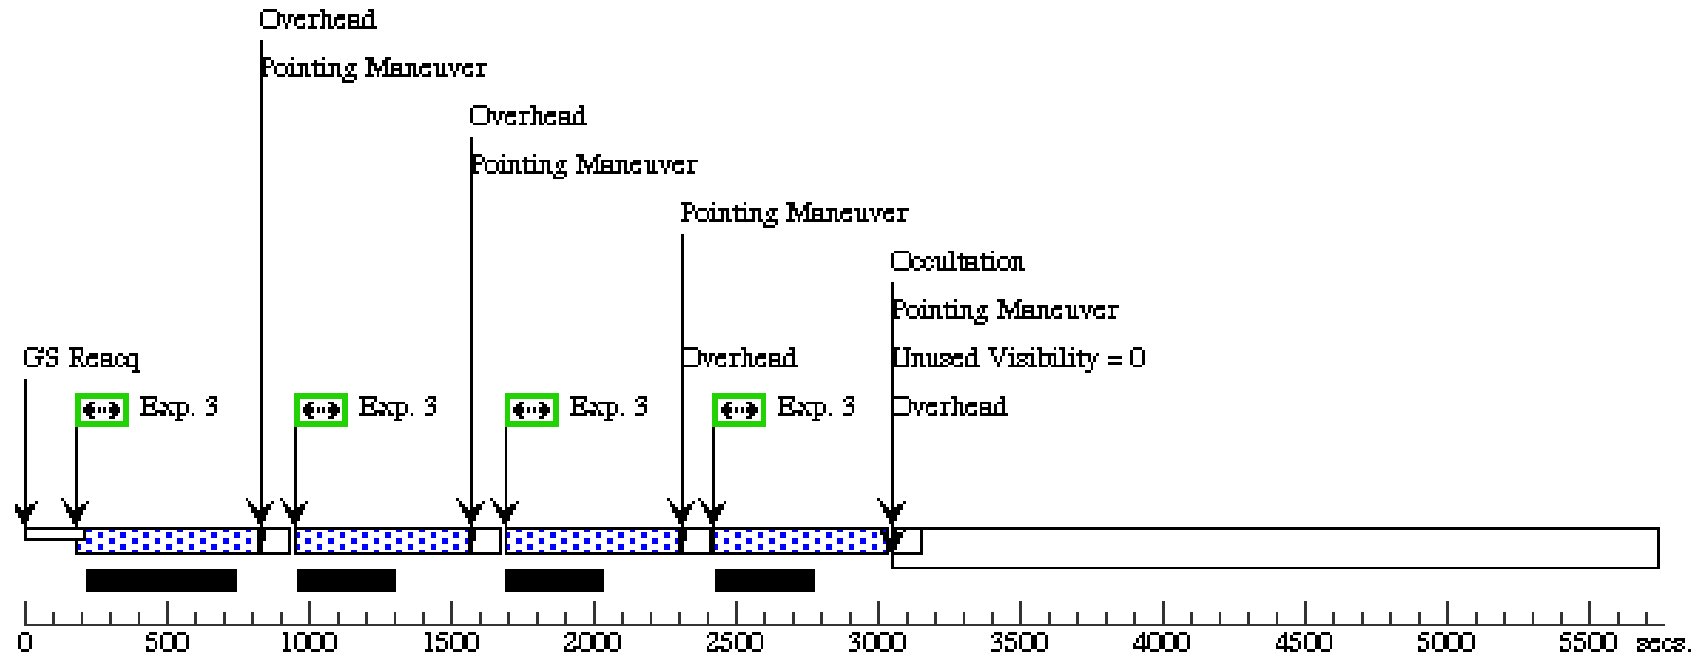 Overhead
Pointing Maneuver
Overhead
Pointing Maneuver
Pointing Maneuver
Occultation
Pointing Maneuver
GS Reacq
Overhead
Unused Visibility = 0
Exp. 3
Exp. 3
Exp. 3
Exp. 3
Overhead
0 500 1000 1500 2000 2500 3000 3500 4000 4500 5000 5500 secs.